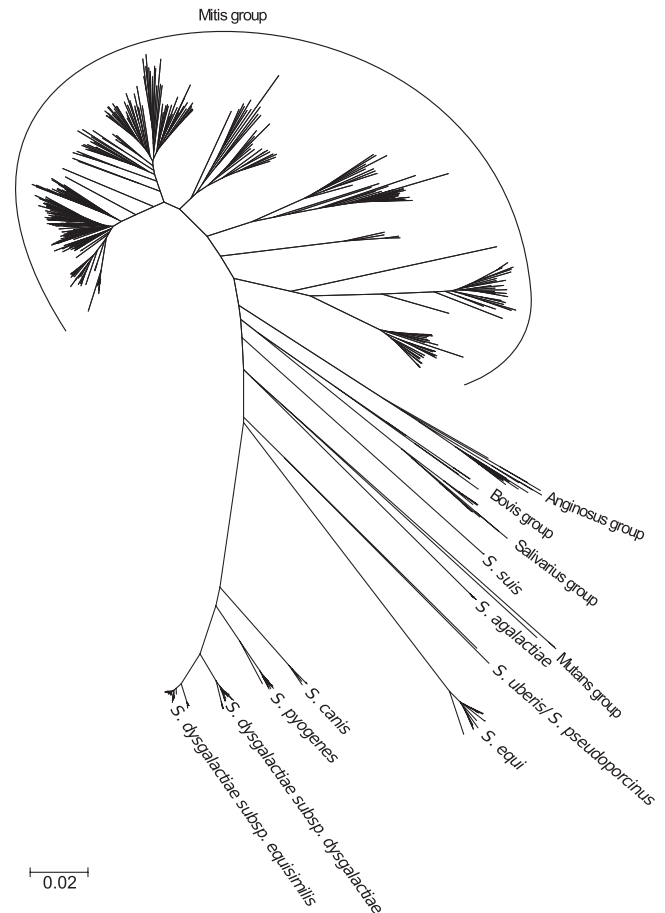 Mitis group
Anginosus group
Bovis group
Salivarius group
S. suis
S. agalactiae
Mutans group
S. uberis/ S. pseudoporcinus
S. equi
S. canis
S. pyogenes
S. dysgalactiae subsp. dysgalactiae
S. dysgalactiae subsp. equisimilis
0.02